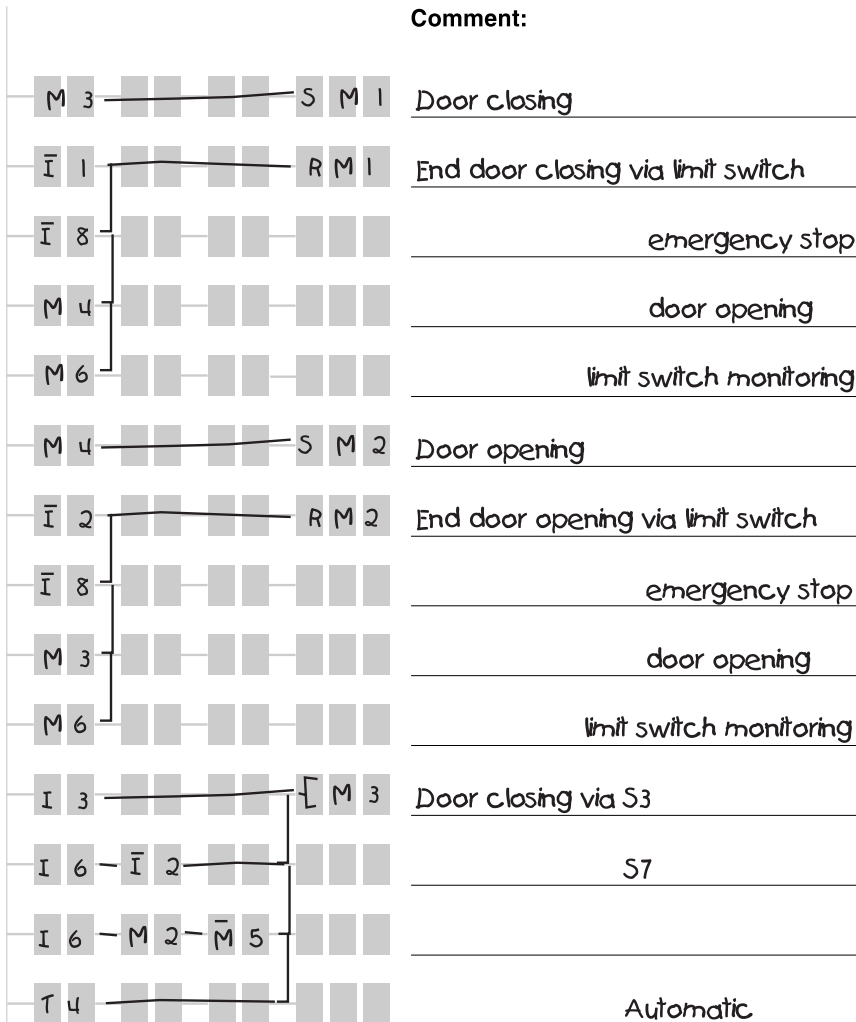 Comment:
M 3 S M 1 Door closing
Ī 1 R M 1 End door closing via limit switch
Ī 8 emergency stop
M 4 door opening
M 6 limit switch monitoring
M 4 S M 2 Door opening
Ī 2 R M 2 End door opening via limit switch
Ī 8 emergency stop
M 3 door opening
M 6 limit switch monitoring
I 3 [ M 3 Door closing via S3
I 6 Ī 2 S7
I 6 M 2 M̄ 5
T 4 Automatic